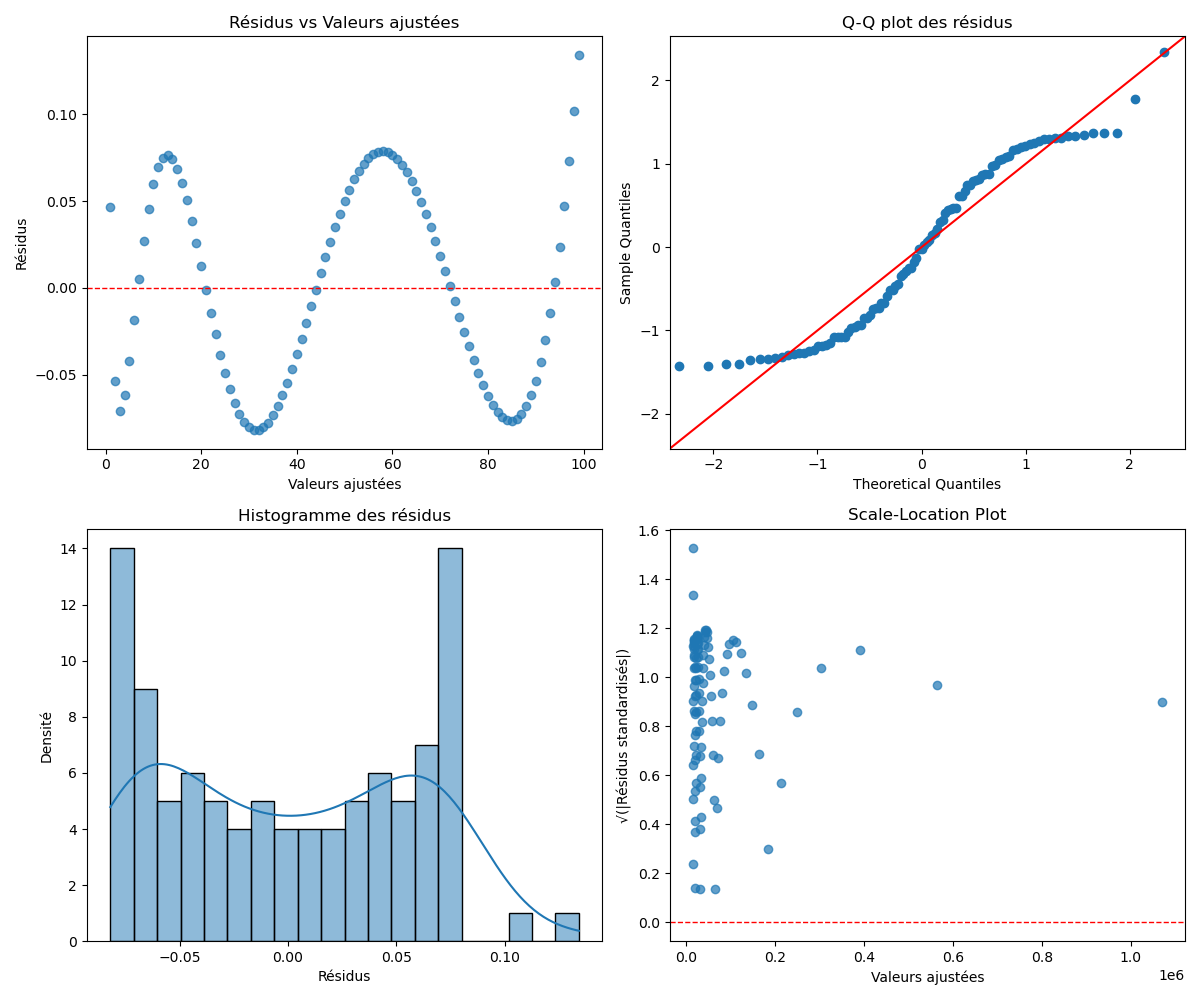 Résidus vs Valeurs ajustées
Résidus
0.10
0.05
0.00
−0.05
0 20 40 60 80 100
Valeurs ajustées
Q-Q plot des résidus
Sample Quantiles
2
1
0
−1
−2
−2 −1 0 1 2
Theoretical Quantiles
Histogramme des résidus
Densité
14
12
10
8
6
4
2
0
−0.05 0.00 0.05 0.10
Résidus
Scale-Location Plot
√(|Résidus standardisés|)
1.6
1.4
1.2
1.0
0.8
0.6
0.4
0.2
0.0
0.0 0.2 0.4 0.6 0.8 1.0
1e6
Valeurs ajustées